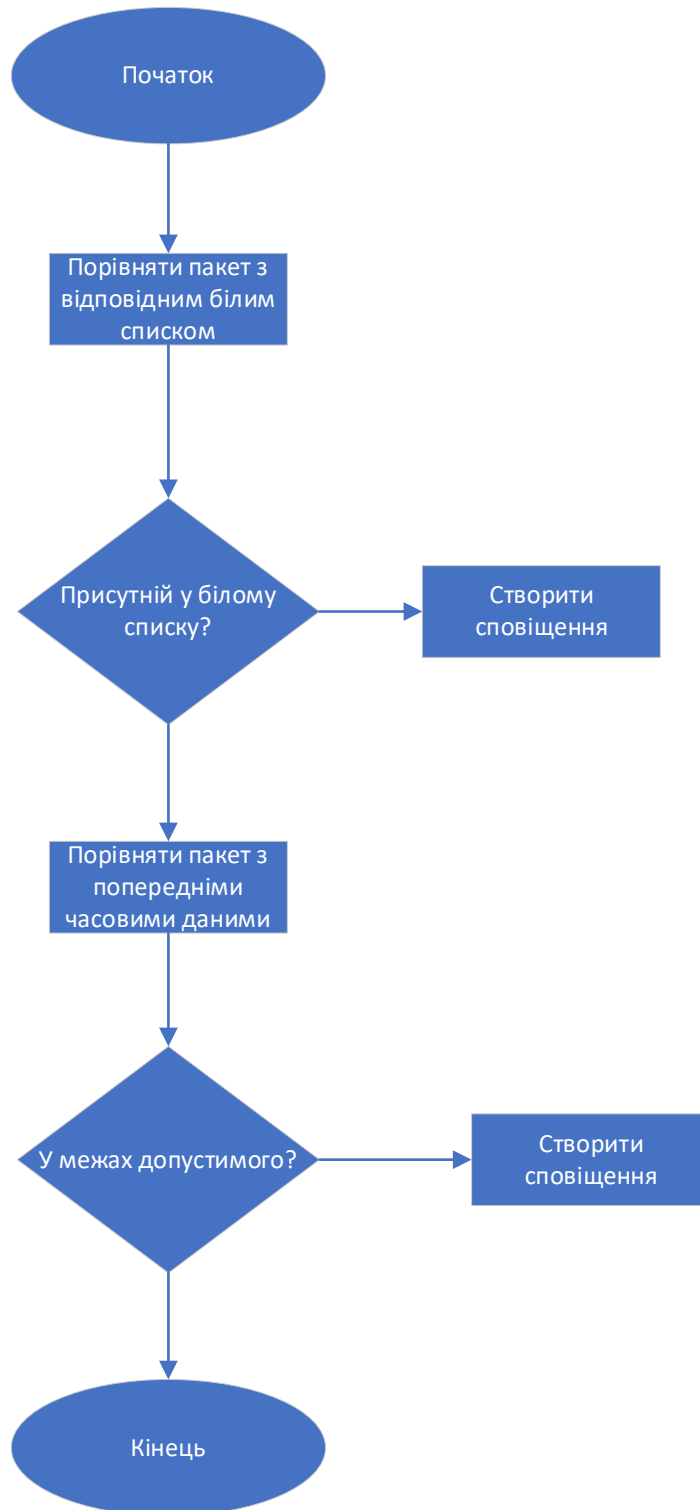 Початок
Порівняти пакет з
відповідним білим
списком
Присутній у білому
списку?
Створити
сповіщення
Порівняти пакет з
попередніми
часовими даними
У межах допустимого?
Створити
сповіщення
Кінець